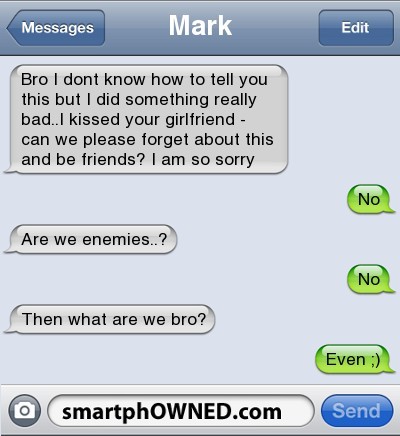 Messages
Mark
Edit
Bro I dont know how to tell you
this but I did something really
bad..I kissed your girlfriend -
can we please forget about this
and be friends? I am so sorry
No
Are we enemies..?
No
Then what are we bro?
Even ;)
smartphOWNED.com
Send